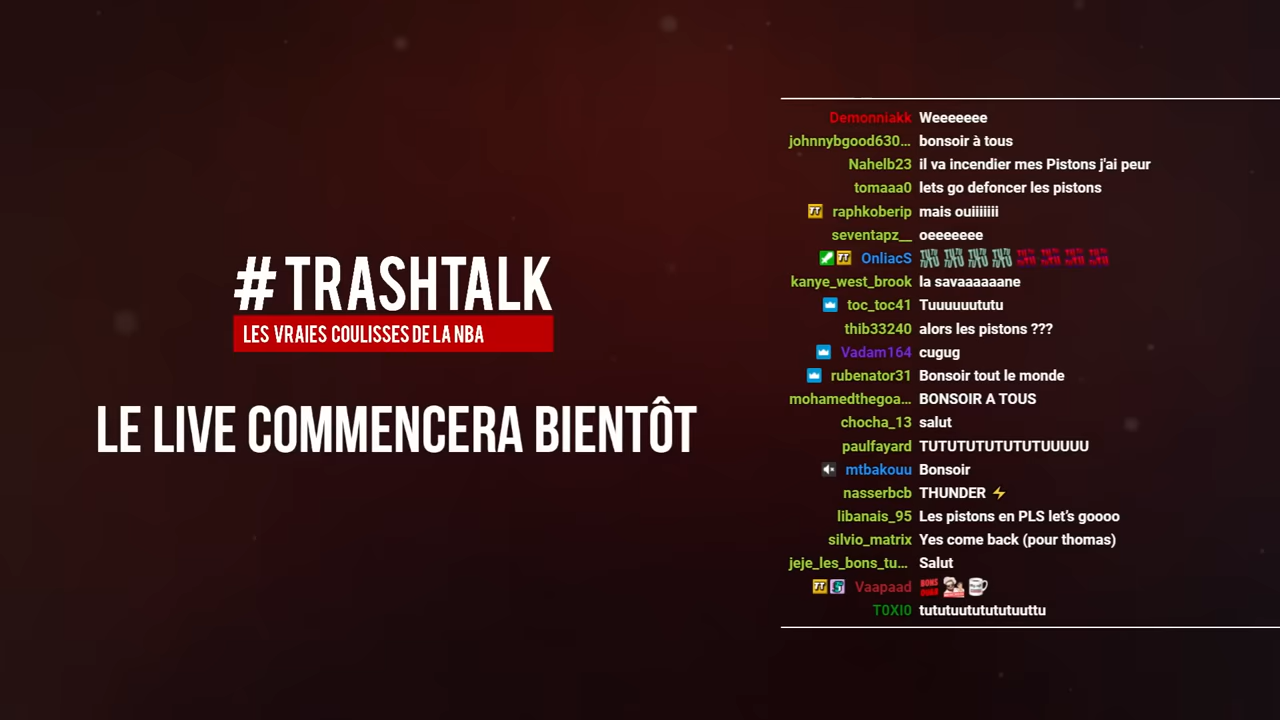 #TRASHTALK
LES VRAIES COULISSES DE LA NBA
LE LIVE COMMENCERA BIENTÔT
Demonniakk Weeeeeee
johnnybgood630... bonsoir à tous
Nahelb23 il va incendier mes Pistons j'ai peur
tomaaa0 lets go defoncer les pistons
raphkoberip mais ouiiiiiii
seventapz__ oeeeeeee
OnliacS
kanye_west_brook la savaaaaaane
toc_toc41 Tuuuuuututu
thib33240 alors les pistons ???
Vadam164 cugug
rubenator31 Bonsoir tout le monde
mohamedthegoa... BONSOIR A TOUS
chocha_13 salut
paulfayard TUTUTUTUTUTUTUUUUU
mtbakouu Bonsoir
nasserbcb THUNDER ⚡
libanais_95 Les pistons en PLS let's goooo
silvio_matrix Yes come back (pour thomas)
jeje_les_bons_tu... Salut
Vaapaad
T0XI0 tututuutututututuuttu